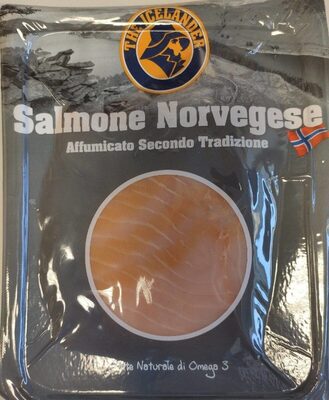 THE ICELANDER
Salmone Norvegese
Affumicato Secondo Tradizione
Naturale di Omega 3